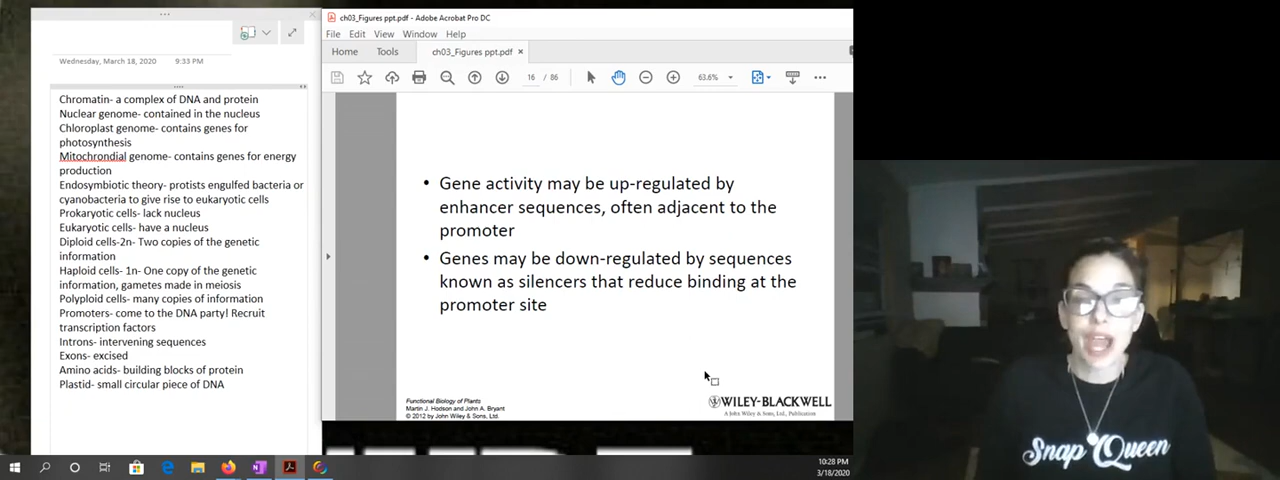 Wednesday, March 18, 2020 9:33 PM
Chromatin- a complex of DNA and protein
Nuclear genome- contained in the nucleus
Chloroplast genome- contains genes for
photosynthesis
Mitochrondial genome- contains genes for energy
production
Endosymbiotic theory- protists engulfed bacteria or
cyanobacteria to give rise to eukaryotic cells
Prokaryotic cells- lack nucleus
Eukaryotic cells- have a nucleus
Diploid cells-2n- Two copies of the genetic
information
Haploid cells- 1n- One copy of the genetic
information, gametes made in meiosis
Polyploid cells- many copies of information
Promoters- come to the DNA party! Recruit
transcription factors
Introns- intervening sequences
Exons- excised
Amino acids- building blocks of protein
Plastid- small circular piece of DNA
ch03_Figures ppt.pdf - Adobe Acrobat Pro DC
File Edit View Window Help
Home Tools ch03_Figures ppt.pdf ×
16 / 86 63.6%
• Gene activity may be up-regulated by
enhancer sequences, often adjacent to the
promoter
• Genes may be down-regulated by sequences
known as silencers that reduce binding at the
promoter site
Functional Biology of Plants
Martin J. Hodson and John A. Bryant
© 2012 by John Wiley & Sons, Ltd.
WILEY-BLACKWELL
A John Wiley & Sons, Ltd., Publication
10:28 PM
3/18/2020
Snap Queen